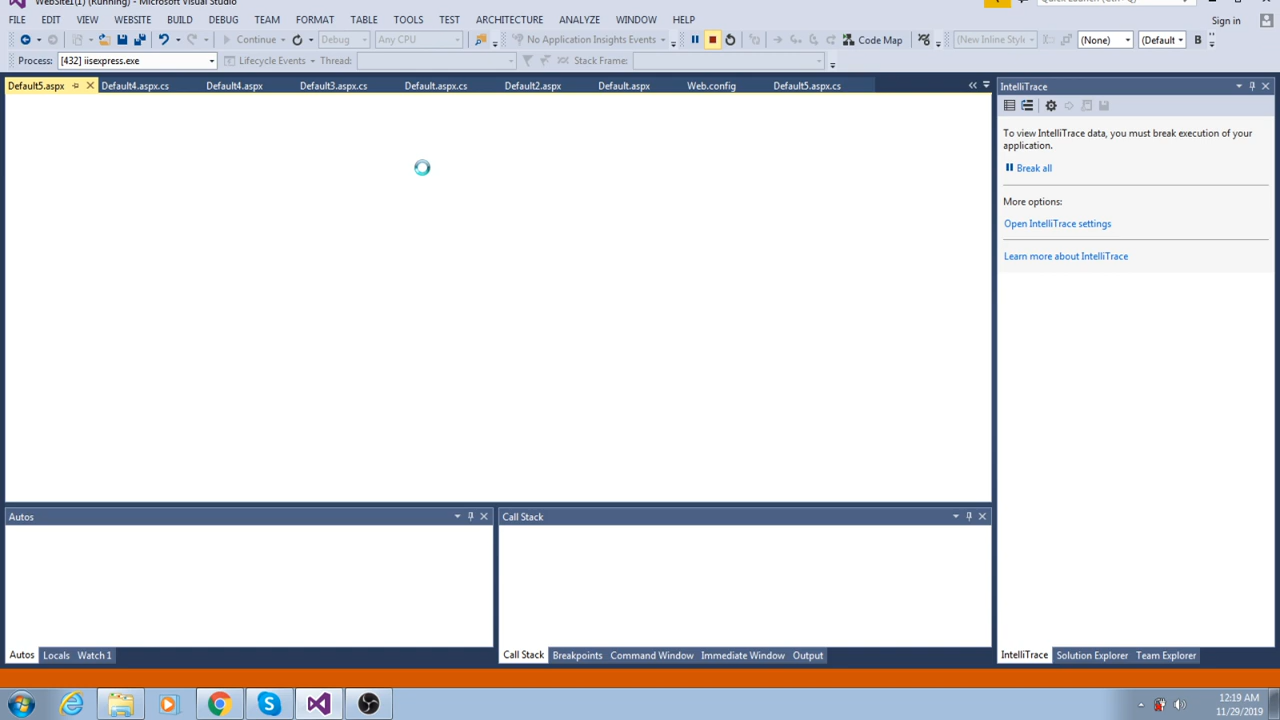 WebSite1(1) (Running) - Microsoft Visual Studio
Quick Launch (Ctrl+Q)
FILE EDIT VIEW WEBSITE BUILD DEBUG TEAM FORMAT TABLE TOOLS TEST ARCHITECTURE ANALYZE WINDOW HELP Sign in
Continue Debug Any CPU No Application Insights Events Code Map (New Inline Style (None) (Default B
Process: [432] iisexpress.exe Lifecycle Events Thread: Stack Frame:
Default5.aspx Default4.aspx.cs Default4.aspx Default3.aspx.cs Default.aspx.cs Default2.aspx Default.aspx Web.config Default5.aspx.cs
IntelliTrace
To view IntelliTrace data, you must break execution of your
application.
Break all
More options:
Open IntelliTrace settings
Learn more about IntelliTrace
Autos
Call Stack
Autos Locals Watch 1
Call Stack Breakpoints Command Window Immediate Window Output
IntelliTrace Solution Explorer Team Explorer
12:19 AM
11/29/2019